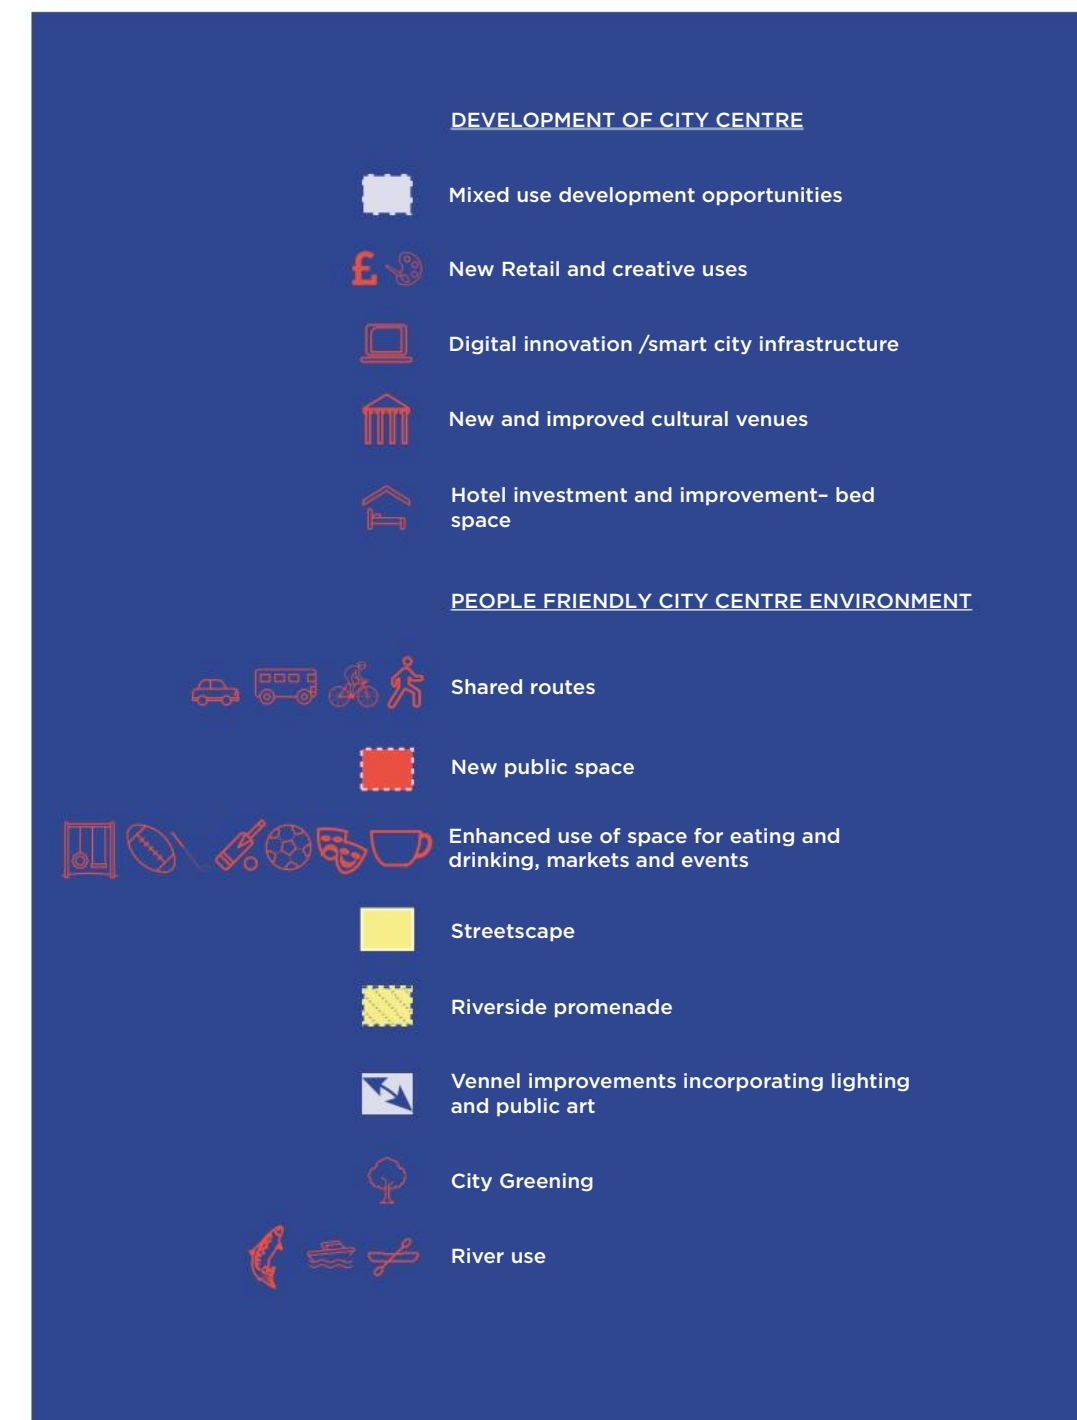 DEVELOPMENT OF CITY CENTRE
Mixed use development opportunities
£
New Retail and creative uses
Digital innovation /smart city infrastructure
New and improved cultural venues
Hotel investment and improvement– bed
space
PEOPLE FRIENDLY CITY CENTRE ENVIRONMENT
Shared routes
New public space
Enhanced use of space for eating and
drinking, markets and events
Streetscape
Riverside promenade
Vennel improvements incorporating lighting
and public art
City Greening
River use